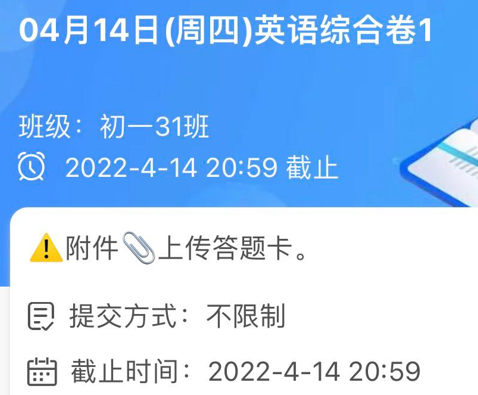 04月14日(周四)英语综合卷1
班级：初一31班
2022-4-14 20:59 截止
⚠️附件📎上传答题卡。
提交方式：不限制
截止时间：2022-4-14 20:59